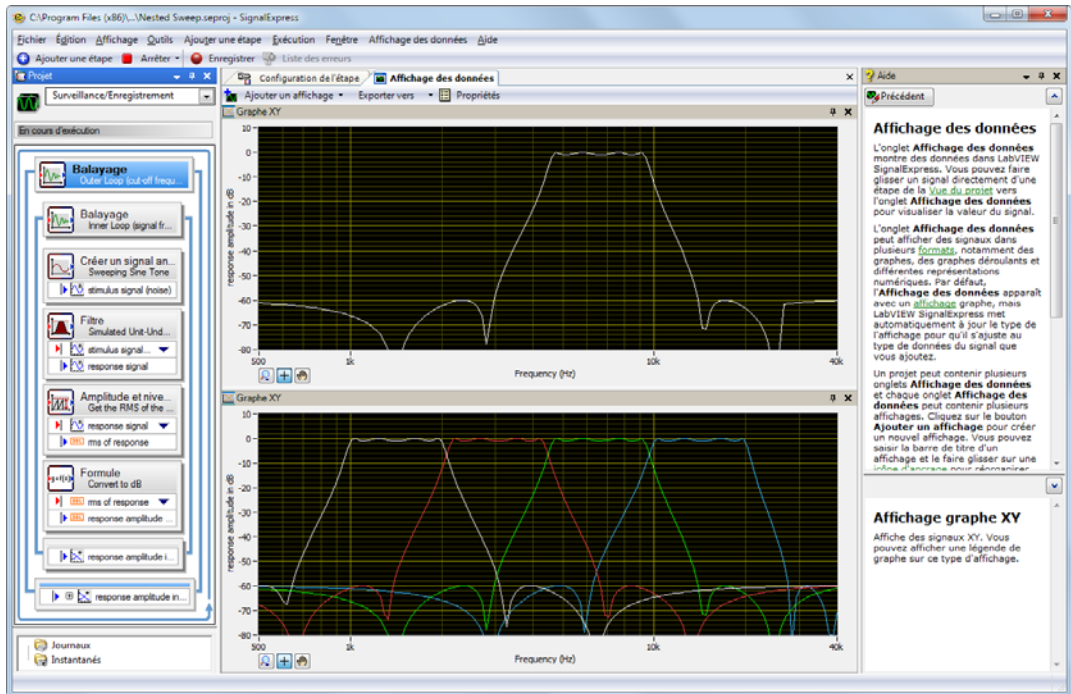 C:\Program Files (x86)\...\Nested Sweep.seproj - SignalExpress
Fichier Édition Affichage Outils Ajouter une étape Exécution Fenêtre Affichage des données Aide
Ajouter une étape Arrêter Enregistrer Liste des erreurs
Projet
Surveillance/Enregistrement
En cours d'exécution
Balayage
Outer Loop (cut-off frequ...
Balayage
Inner Loop (signal fr...
Créer un signal an...
Sweeping Sine Tone
stimulus signal (noise)
Filtre
Simulated Unit-Und...
stimulus signal...
response signal
Amplitude et nive...
Get the RMS of the ...
response signal
rms of response
Formule
Convert to dB
rms of response
response amplitude ...
response amplitude i...
response amplitude in...
Journaux
Instantanés
Configuration de l'étape
Affichage des données
Ajouter un affichage Exporter vers Propriétés
Graphe XY
response amplitude in dB
10
0
-10
-20
-30
-40
-50
-60
-70
-80
500 1k 10k 40k
Frequency (Hz)
Graphe XY
response amplitude in dB
10
0
-10
-20
-30
-40
-50
-60
-70
-80
500 1k 10k 40k
Frequency (Hz)
Aide
Précédent
Affichage des données
L'onglet Affichage des données
montre des données dans LabVIEW
SignalExpress. Vous pouvez faire
glisser un signal directement d'une
étape de la Vue du projet vers
l'onglet Affichage des données
pour visualiser la valeur du signal.
L'onglet Affichage des données
peut afficher des signaux dans
plusieurs formats, notamment des
graphes, des graphes déroulants et
différentes représentations
numériques. Par défaut,
l'Affichage des données apparaît
avec un affichage graphe, mais
LabVIEW SignalExpress met
automatiquement à jour le type de
l'affichage pour qu'il s'ajuste au
type de données du signal que
vous ajoutez.
Un projet peut contenir plusieurs
onglets Affichage des données
et chaque onglet Affichage des
données peut contenir plusieurs
affichages. Cliquez sur le bouton
Ajouter un affichage pour créer
un nouvel affichage. Vous pouvez
saisir la barre de titre d'un
affichage et le faire glisser sur une
icône d'ancrage pour réorganiser
Affichage graphe XY
Affiche des signaux XY. Vous
pouvez afficher une légende de
graphe sur ce type d'affichage.